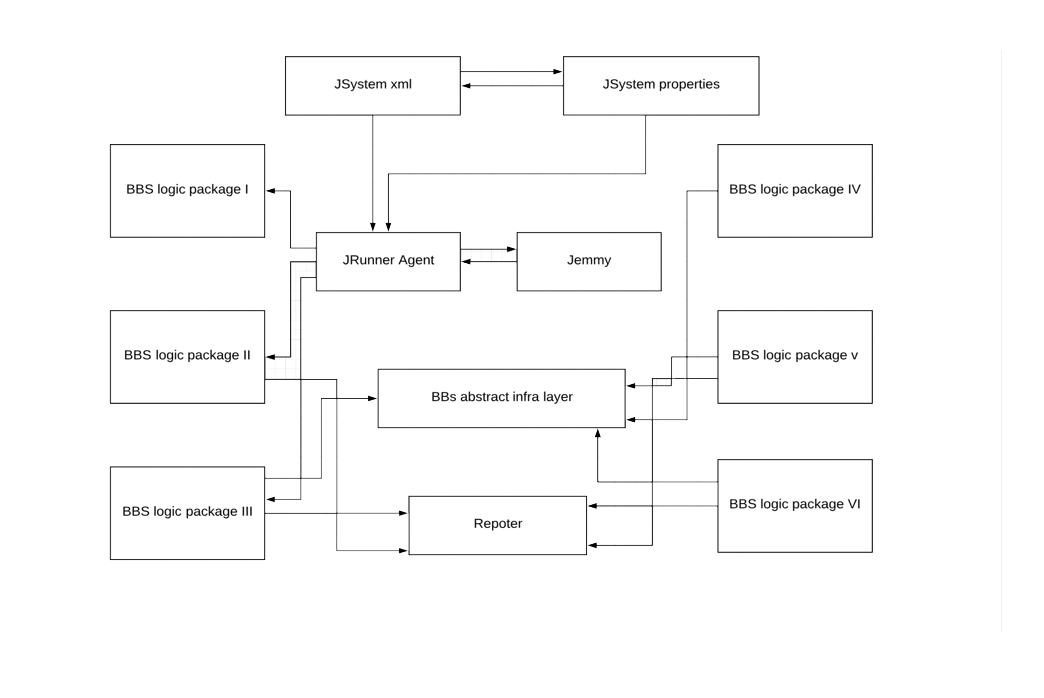 JSystem xml
JSystem properties
BBS logic package I
BBS logic package IV
JRunner Agent
Jemmy
BBS logic package II
BBS logic package v
BBs abstract infra layer
BBS logic package III
BBS logic package VI
Repoter